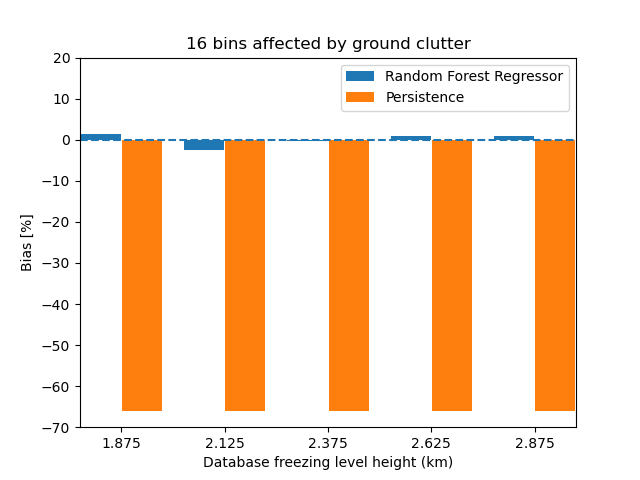 16 bins affected by ground clutter
Random Forest Regressor
Persistence
20
10
0
−10
−20
−30
−40
−50
−60
−70
Bias [%]
1.875 2.125 2.375 2.625 2.875
Database freezing level height (km)